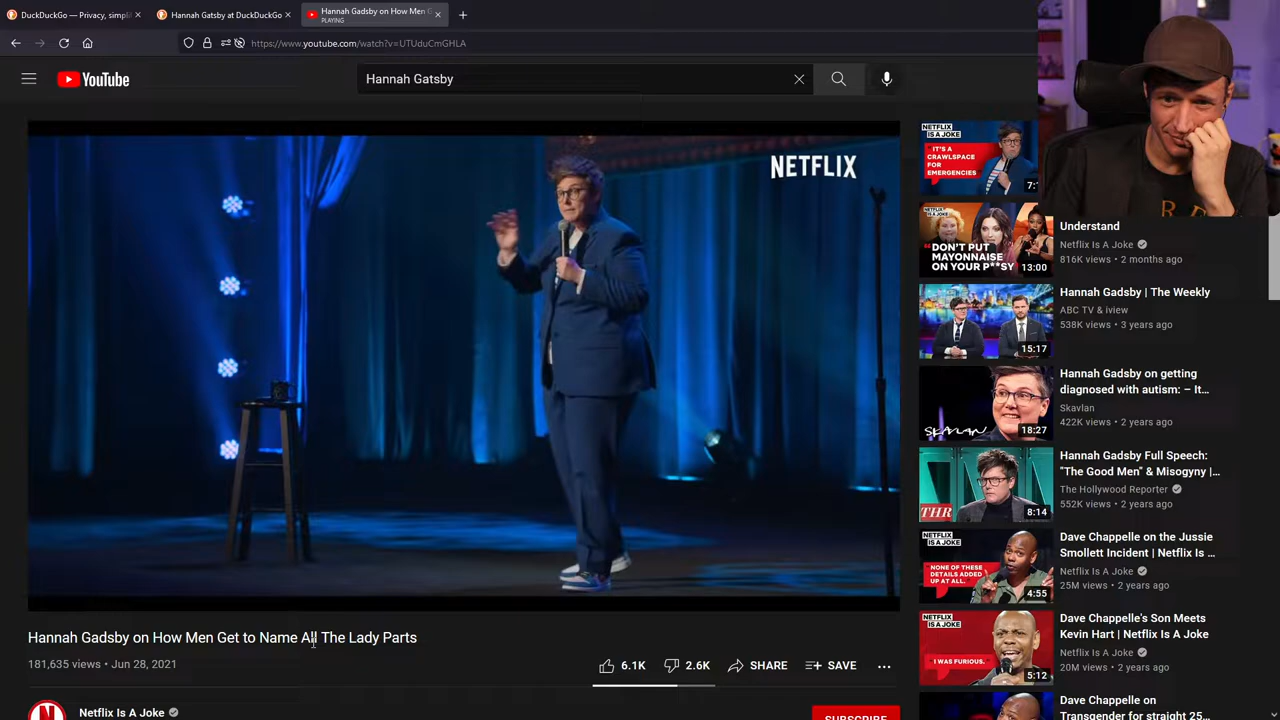 DuckDuckGo — Privacy, simpli
Hannah Gatsby at DuckDuckGo
Hannah Gadsby on How Men G
PLAYING
https://www.youtube.com/watch?v=UTUduCmGHLA
YouTube
Hannah Gatsby
NETFLIX
Hannah Gadsby on How Men Get to Name All The Lady Parts
181,635 views • Jun 28, 2021
6.1K
2.6K
SHARE
SAVE
Netflix Is A Joke
SUBSCRIBE
NETFLIX
IS A JOKE
"IT'S A
CRAWLSPACE
FOR
EMERGENCIES
7:1
NETFLIX
IS A JOKE
"DON'T PUT
MAYONNAISE
ON YOUR P**SY
13:00
Understand
Netflix Is A Joke
816K views • 2 months ago
15:17
Hannah Gadsby | The Weekly
ABC TV & iview
538K views • 3 years ago
SKAVLAN
18:27
Hannah Gadsby on getting
diagnosed with autism: – It...
Skavlan
422K views • 2 years ago
THR
8:14
Hannah Gadsby Full Speech:
"The Good Men" & Misogyny |...
The Hollywood Reporter
552K views • 2 years ago
NETFLIX
IS A JOKE
"NONE OF THESE
DETAILS ADDED
UP AT ALL.
4:55
Dave Chappelle on the Jussie
Smollett Incident | Netflix Is ...
Netflix Is A Joke
25M views • 2 years ago
NETFLIX
IS A JOKE
"I WAS FURIOUS.
5:12
Dave Chappelle's Son Meets
Kevin Hart | Netflix Is A Joke
Netflix Is A Joke
20M views • 2 years ago
NETFLIX
IS A JOKE
Dave Chappelle on
Transgender for straight 25...